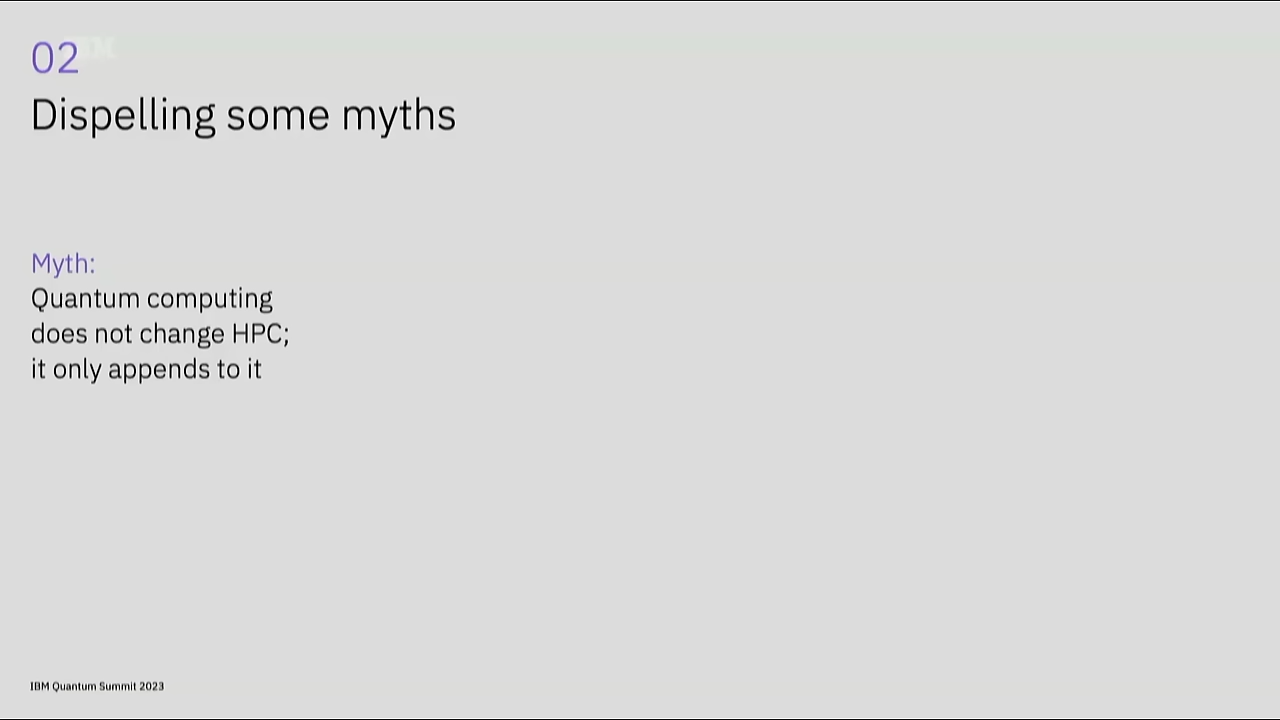 02
Dispelling some myths
Myth:
Quantum computing
does not change HPC;
it only appends to it
IBM Quantum Summit 2023